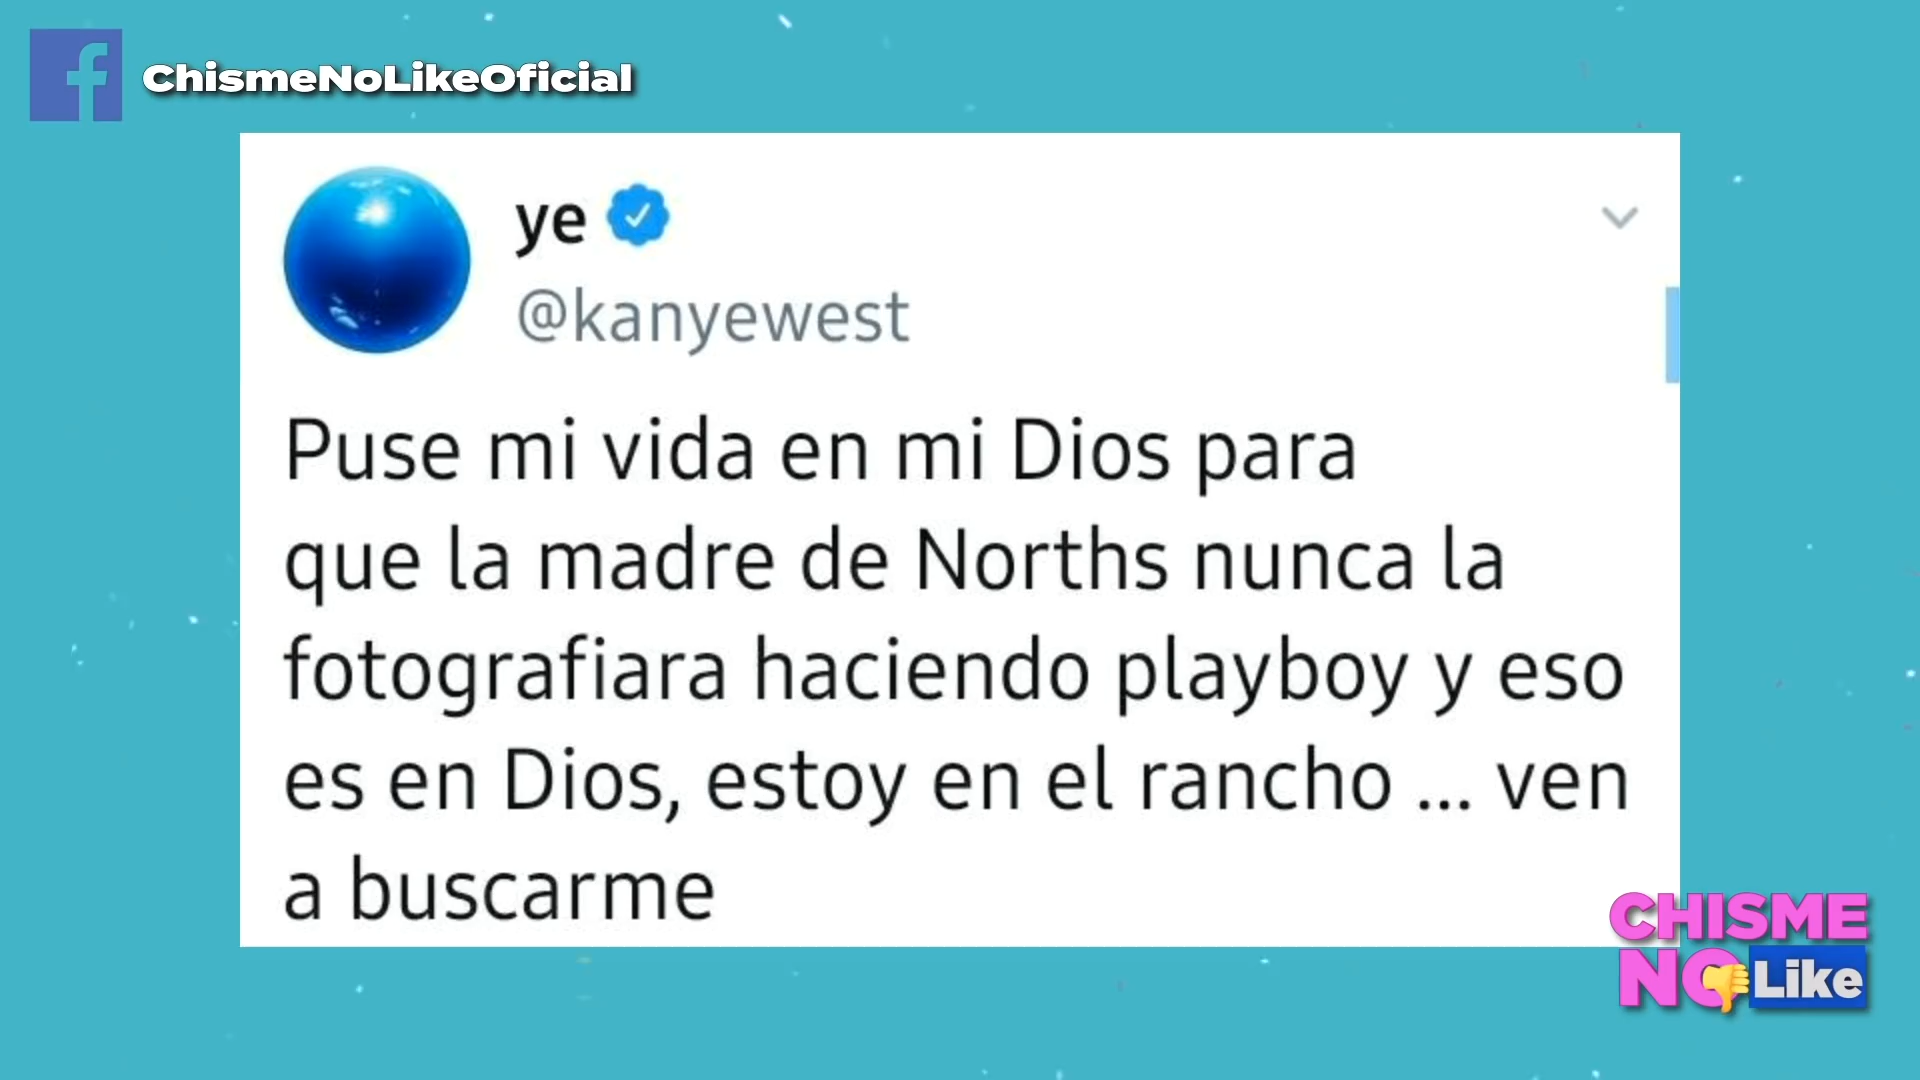 ChismeNoLikeOficial
ye
@kanyewest
Puse mi vida en mi Dios para
que la madre de Norths nunca la
fotografiara haciendo playboy y eso
es en Dios, estoy en el rancho ... ven
a buscarme
CHISME
NO Like